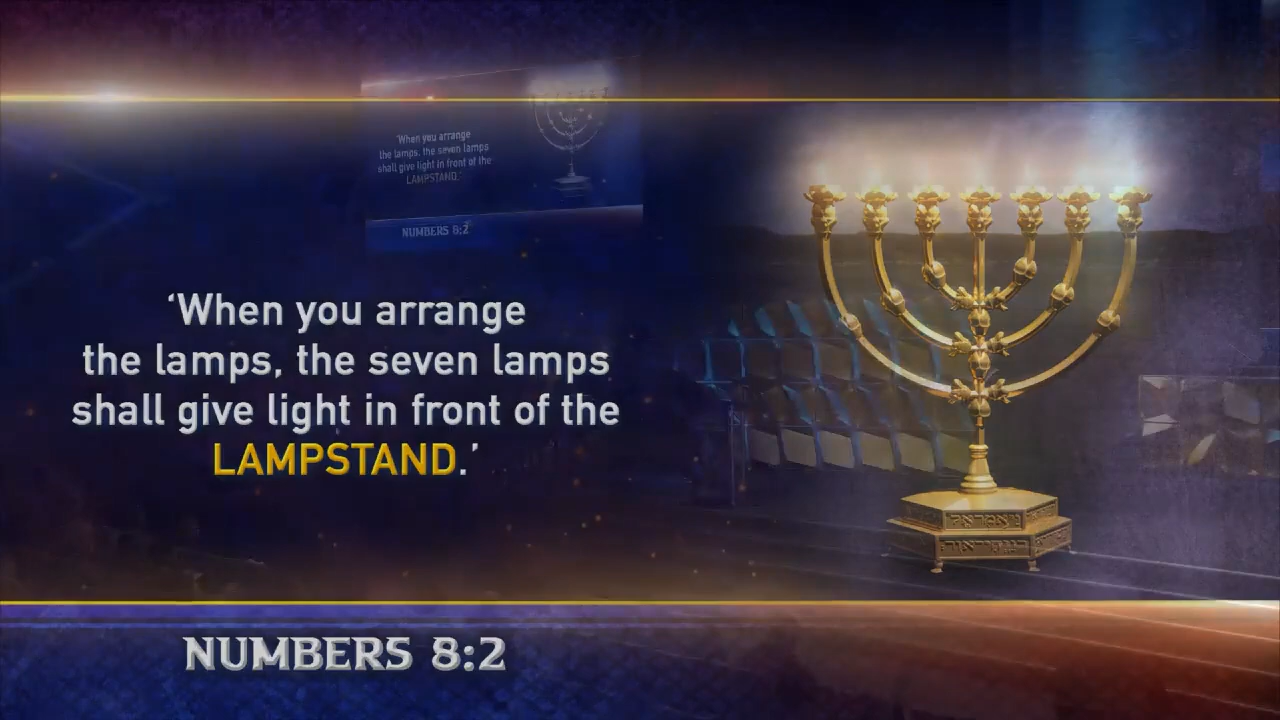 'When you arrange
the lamps, the seven lamps
shall give light in front of the
LAMPSTAND.'
NUMBERS 8:2
‘When you arrange
the lamps, the seven lamps
shall give light in front of the
LAMPSTAND.’
NUMBERS 8:2